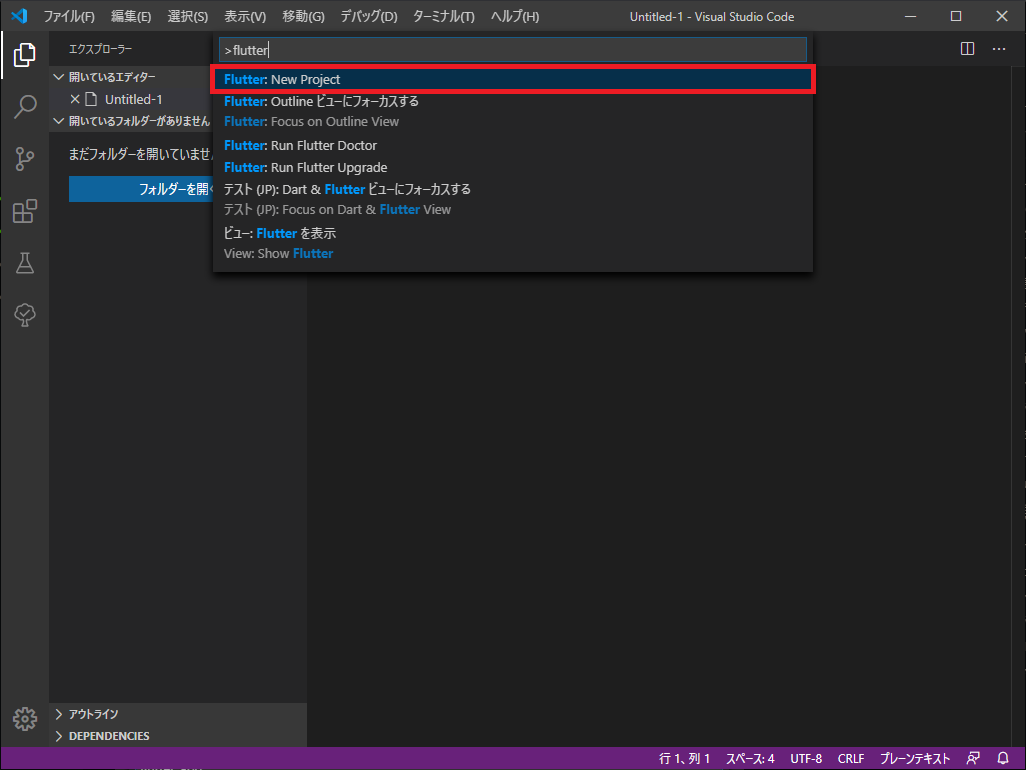 ファイル(F) 編集(E) 選択(S) 表示(V) 移動(G) デバッグ(D) ターミナル(T) ヘルプ(H) Untitled-1 - Visual Studio Code
エクスプローラー
>flutter
開いているエディター
Untitled-1
開いているフォルダーがありません
まだフォルダーを開いていませ
フォルダーを開く
Flutter: New Project
Flutter: Outline ビューにフォーカスする
Flutter: Focus on Outline View
Flutter: Run Flutter Doctor
Flutter: Run Flutter Upgrade
テスト (JP): Dart & Flutter ビューにフォーカスする
テスト (JP): Focus on Dart & Flutter View
ビュー: Flutter を表示
View: Show Flutter
アウトライン
DEPENDENCIES
行 1、列 1 スペース: 4 UTF-8 CRLF プレーンテキスト